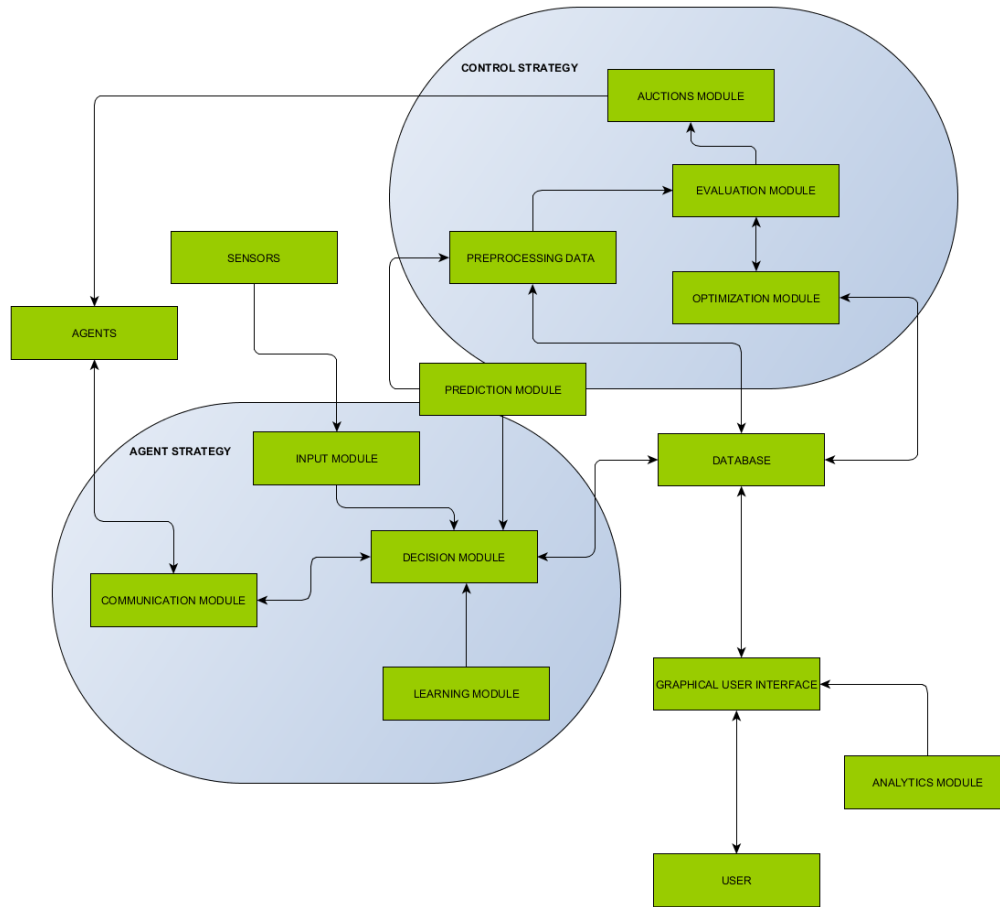 CONTROL STRATEGY
AUCTIONS MODULE
EVALUATION MODULE
SENSORS
PREPROCESSING DATA
OPTIMIZATION MODULE
AGENTS
PREDICTION MODULE
AGENT STRATEGY
INPUT MODULE
DATABASE
DECISION MODULE
COMMUNICATION MODULE
LEARNING MODULE
GRAPHICAL USER INTERFACE
ANALYTICS MODULE
USER